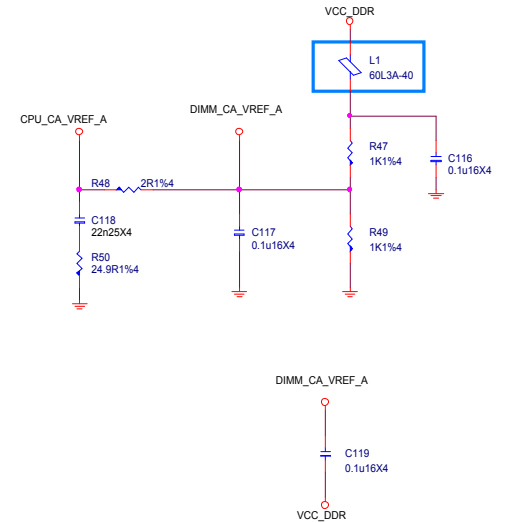 VCC_DDR
L1
60L3A-40
CPU_CA_VREF_A
DIMM_CA_VREF_A
R47
1K1%4
C116
0.1u16X4
R48
2R1%4
C118
22n25X4
C117
0.1u16X4
R49
1K1%4
R50
24.9R1%4
DIMM_CA_VREF_A
C119
0.1u16X4
VCC_DDR